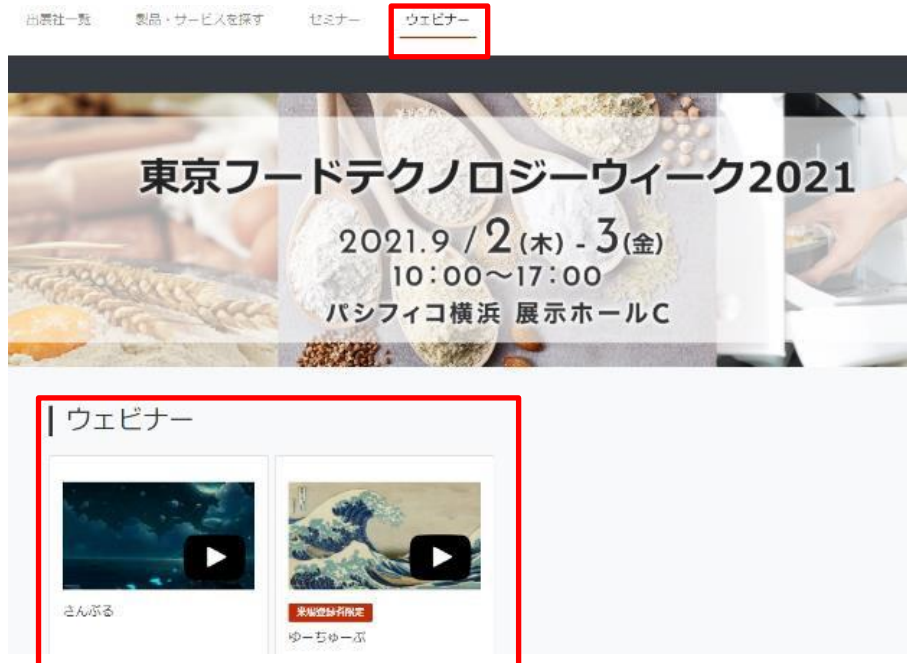 出展社一覧 製品・サービスを探す セミナー ウェビナー
東京フードテクノロジーウィーク2021
2021.9 / 2(木) - 3(金)
10:00～17:00
パシフィコ横浜 展示ホールC
ウェビナー
さんぷる
来場登録者限定
ゆーちゅーぶ